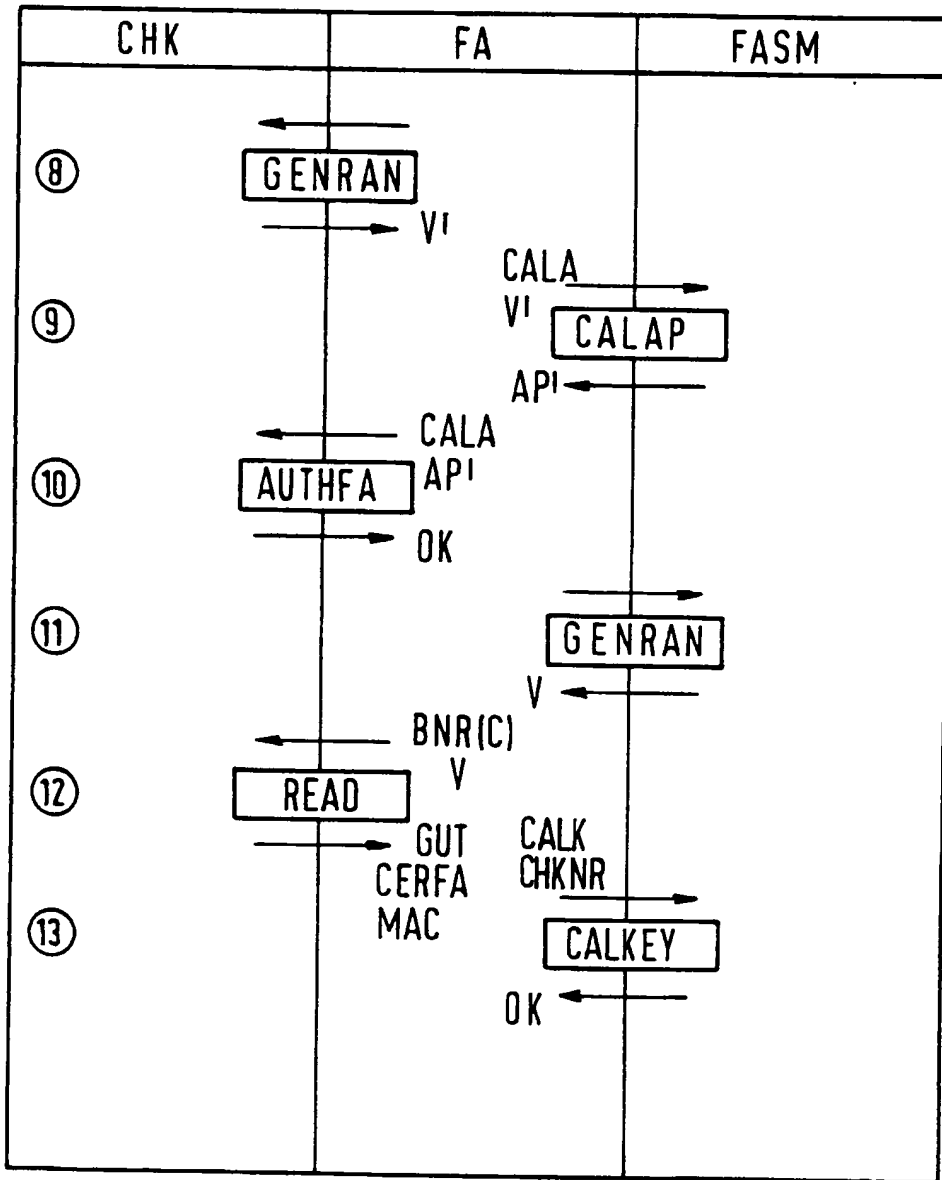 CHK FA FASM
8 GENRAN
V'
CALA
V'
9 CALAP
AP'
CALA
AP'
10 AUTHFA
OK
11 GENRAN
V
BNR(C)
V
12 READ
GUT
CERFA
MAC
CALK
CHKNR
13 CALKEY
OK